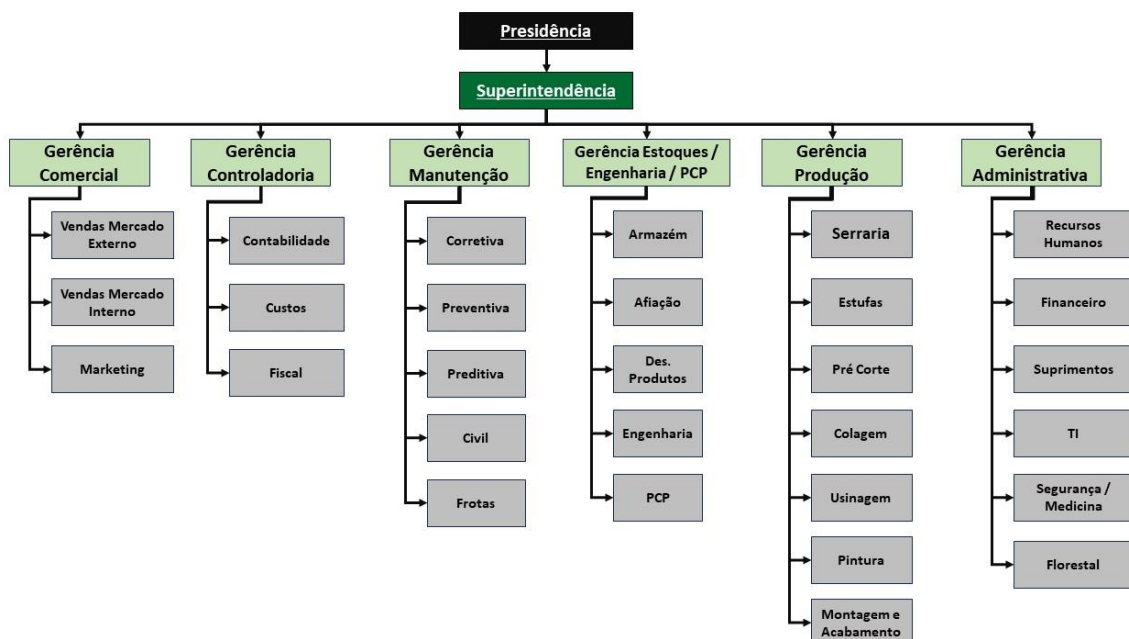 Presidência
Superintendência
Gerência
Comercial
Vendas Mercado
Externo
Vendas Mercado
Interno
Marketing
Gerência
Controladoria
Contabilidade
Custos
Fiscal
Gerência
Manutenção
Corretiva
Preventiva
Preditiva
Civil
Frotas
Gerência Estoques /
Engenharia / PCP
Armazém
Afiação
Des.
Produtos
Engenharia
PCP
Gerência
Produção
Serraria
Estufas
Pré Corte
Colagem
Usinagem
Pintura
Montagem e
Acabamento
Gerência
Administrativa
Recursos
Humanos
Financeiro
Suprimentos
TI
Segurança /
Medicina
Florestal